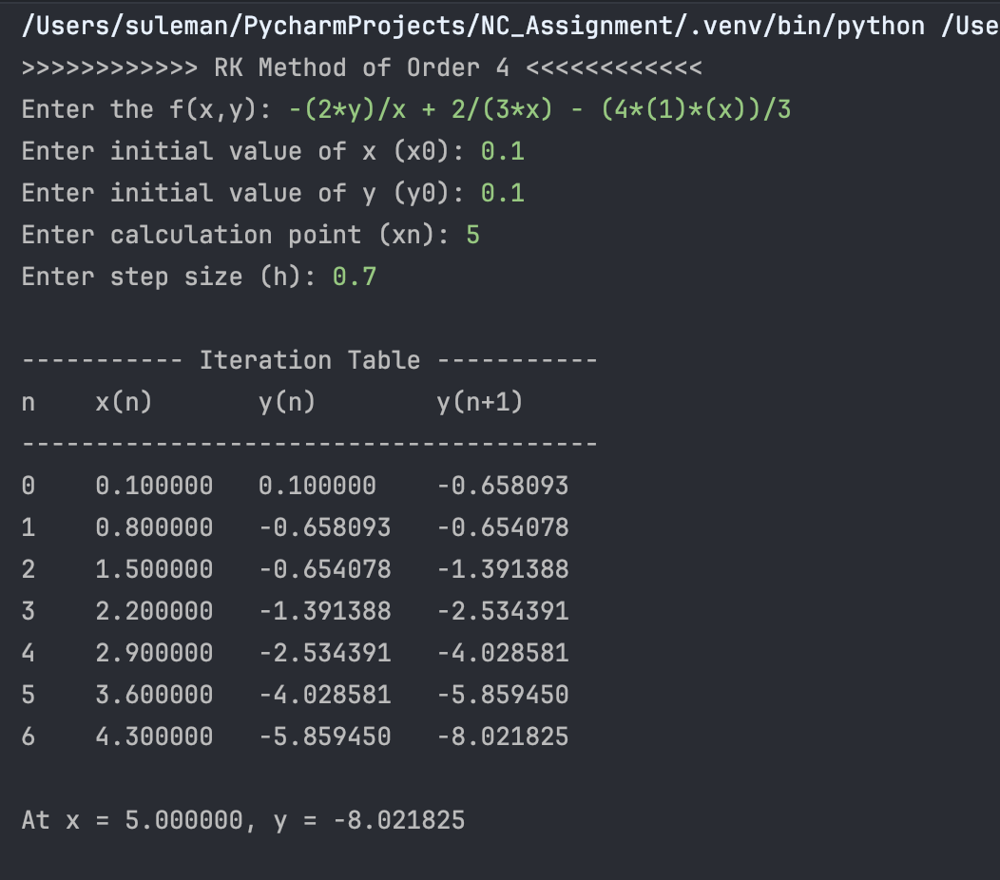 /Users/suleman/PycharmProjects/NC_Assignment/.venv/bin/python /Use
>>>>>>>>>>>> RK Method of Order 4 <<<<<<<<<<<<
Enter the f(x,y): -(2*y)/x + 2/(3*x) - (4*(1)*(x))/3
Enter initial value of x (x0): 0.1
Enter initial value of y (y0): 0.1
Enter calculation point (xn): 5
Enter step size (h): 0.7
----------- Iteration Table -----------
n    x(n)       y(n)        y(n+1)
---------------------------------------
0    0.100000   0.100000    -0.658093
1    0.800000   -0.658093   -0.654078
2    1.500000   -0.654078   -1.391388
3    2.200000   -1.391388   -2.534391
4    2.900000   -2.534391   -4.028581
5    3.600000   -4.028581   -5.859450
6    4.300000   -5.859450   -8.021825
At x = 5.000000, y = -8.021825